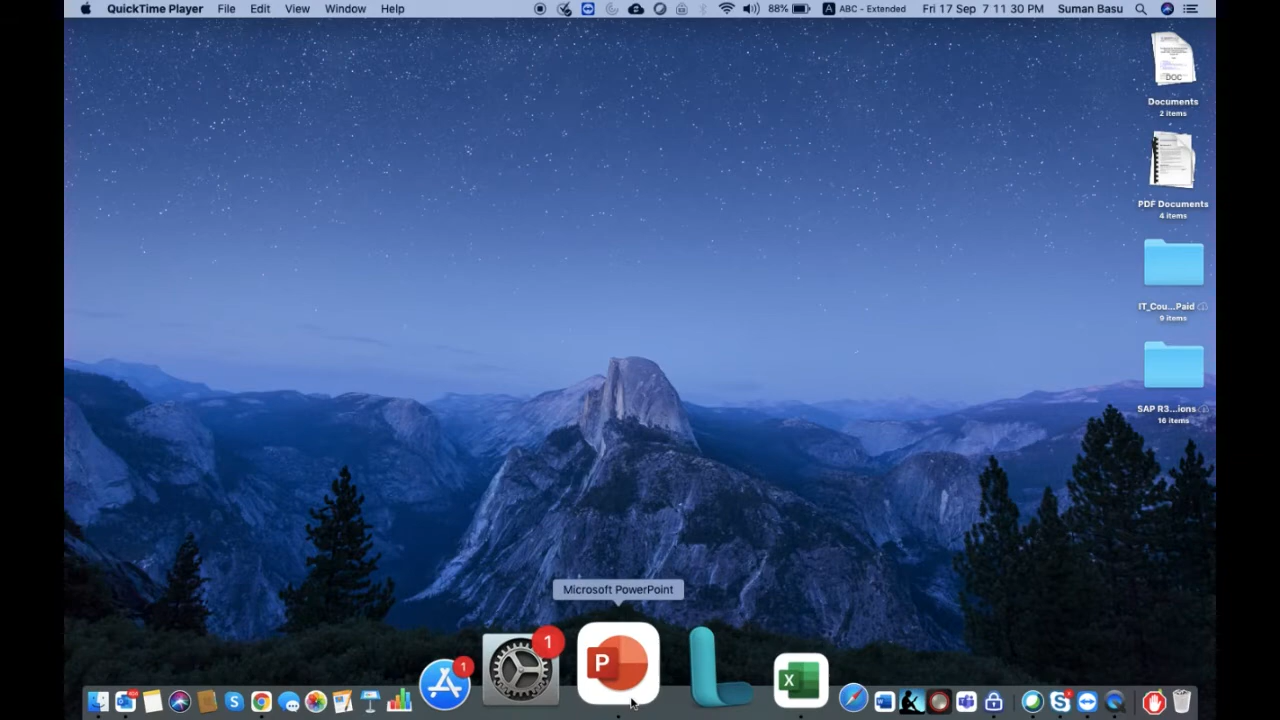 QuickTime Player File Edit View Window Help 88% A ABC - Extended Fri 17 Sep 7 11 30 PM Suman Basu
DOC
Documents
2 items
PDF Documents
4 items
IT_Cou...Paid
9 items
SAP R3...ions
16 items
Microsoft PowerPoint
1
1
P
X